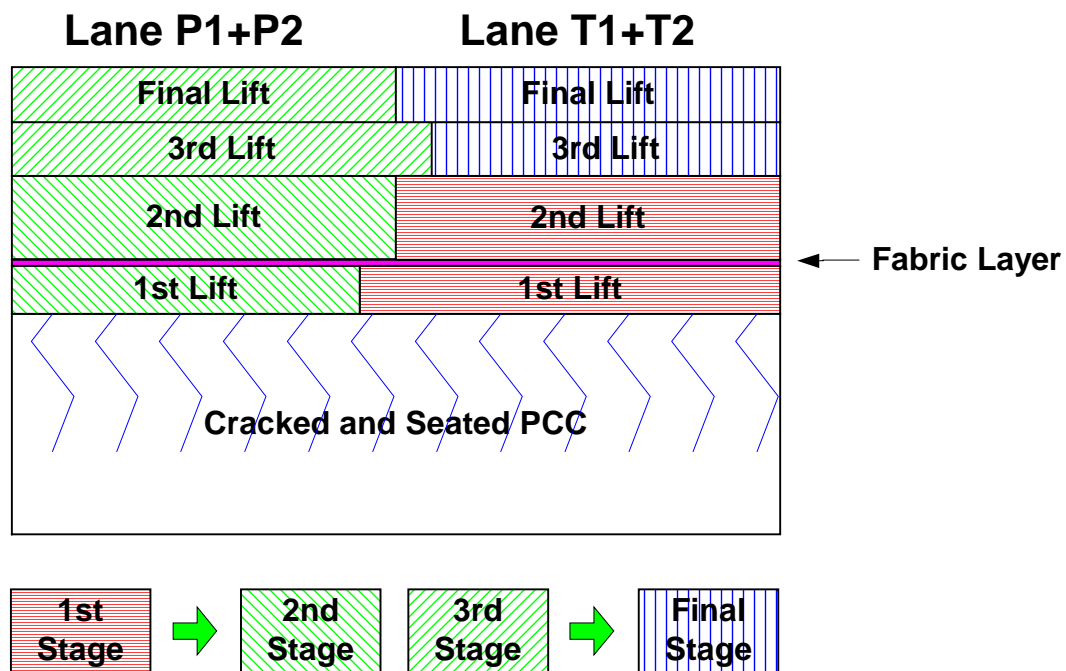 Lane P1+P2 Lane T1+T2
Final Lift Final Lift
3rd Lift 3rd Lift
2nd Lift 2nd Lift
Fabric Layer
1st Lift 1st Lift
Cracked and Seated PCC
1st 2nd 3rd Final
Stage Stage Stage Stage